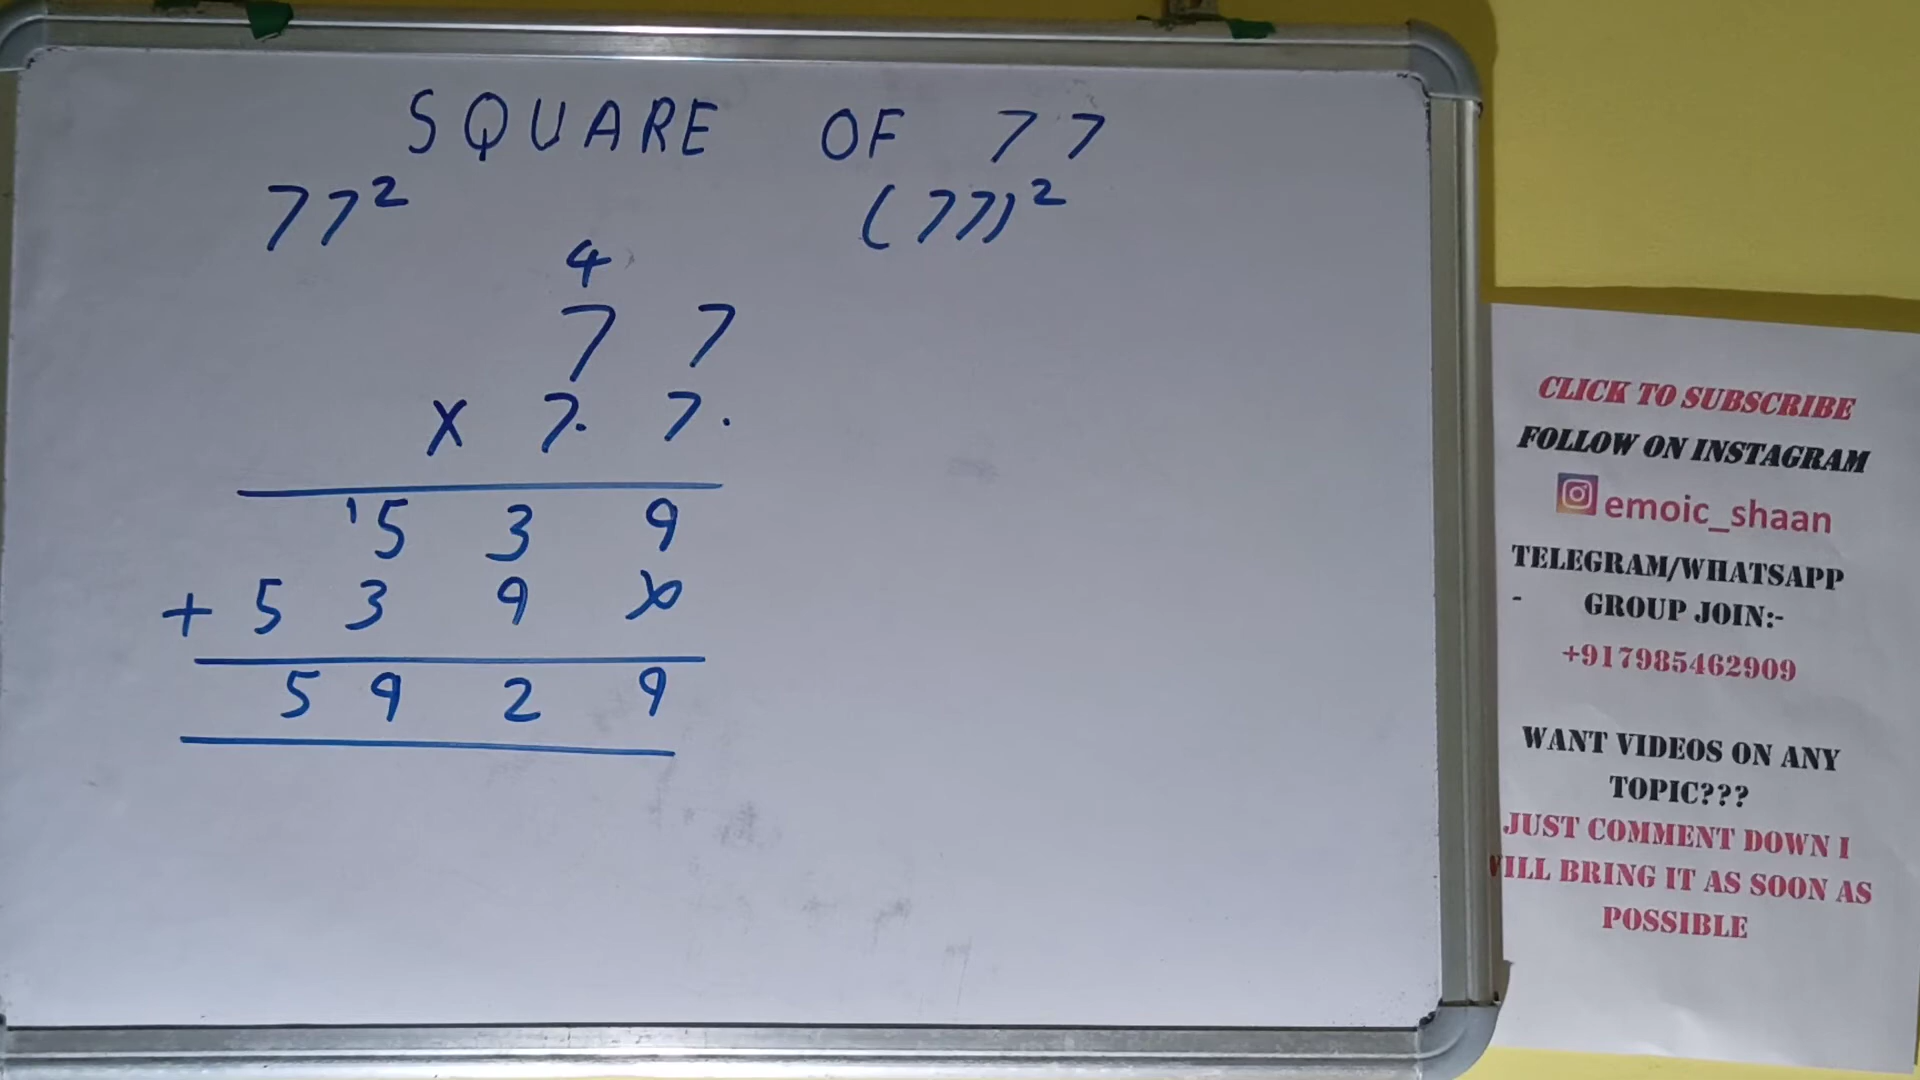 SQUARE OF 77
77² (77)²
4
7 7
X 7. 7.
1 5 3 9
+ 5 3 9 x
5 9 2 9
CLICK TO SUBSCRIBE
FOLLOW ON INSTAGRAM
emoic_shaan
TELEGRAM/WHATSAPP
- GROUP JOIN:-
+917985462909
WANT VIDEOS ON ANY
TOPIC???
JUST COMMENT DOWN I
WILL BRING IT AS SOON AS
POSSIBLE